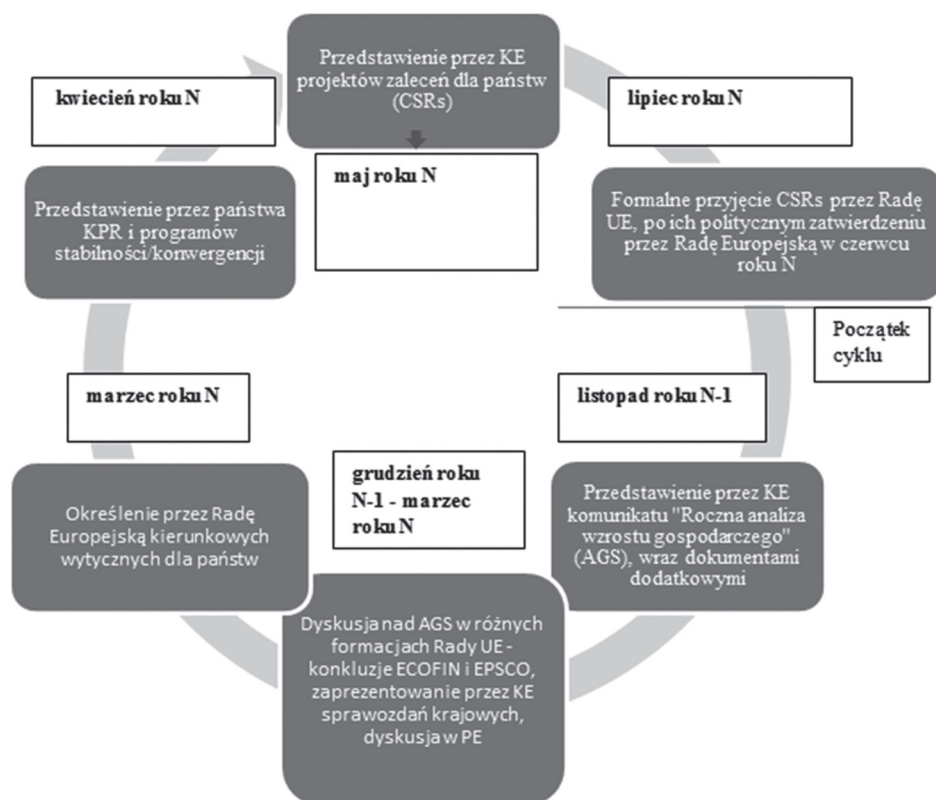 Przedstawienie przez KE
projektów zaleceń dla państw
(CSRs)
kwiecień roku N
lipiec roku N
maj roku N
Przedstawienie przez państwa
KPR i programów
stabilności/konwergencji
Formalne przyjęcie CSRs przez Radę
UE, po ich politycznym zatwierdzeniu
przez Radę Europejską w czerwcu
roku N
Początek
cyklu
marzec roku N
listopad roku N-1
grudzień roku
N-1 - marzec
roku N
Określenie przez Radę
Europejską kierunkowych
wytycznych dla państw
Przedstawienie przez KE
komunikatu "Roczna analiza
wzrostu gospodarczego"
(AGS), wraz dokumentami
dodatkowymi
Dyskusja nad AGS w różnych
formacjach Rady UE -
konkluzje ECOFIN i EPSCO,
zaprezentowanie przez KE
sprawozdań krajowych,
dyskusja w PE